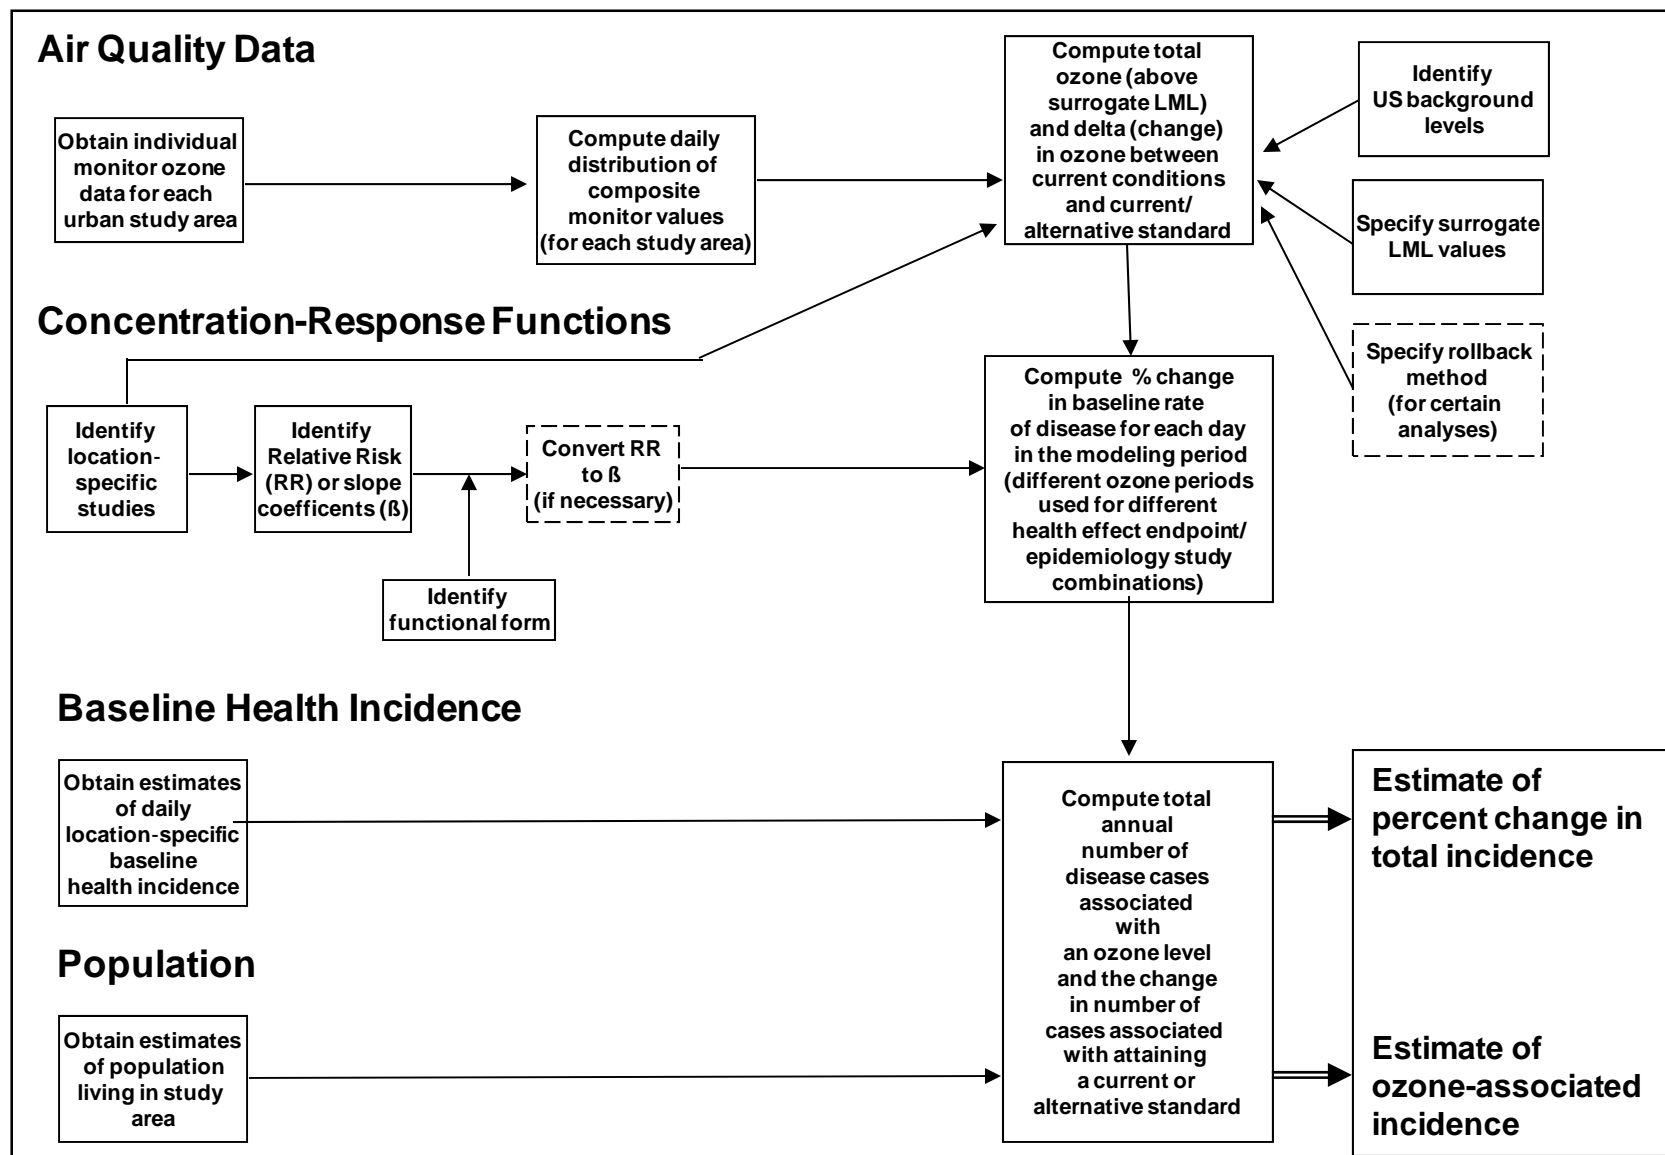 Air Quality Data
Obtain individual
monitor ozone
data for each
urban study area
Compute daily
distribution of
composite
monitor values
(for each study area)
Compute total
ozone (above
surrogate LML)
and delta (change)
in ozone between
current conditions
and current/
alternative standard
Identify
US background
levels
Specify surrogate
LML values
Specify rollback
method
(for certain
analyses)
Concentration-Response Functions
Identify
location-
specific
studies
Identify
Relative Risk
(RR) or slope
coefficents (ß)
Convert RR
to ß
(if necessary)
Identify
functional form
Compute % change
in baseline rate
of disease for each day
in the modeling period
(different ozone periods
used for different
health effect endpoint/
epidemiology study
combinations)
Baseline Health Incidence
Obtain estimates
of daily
location-specific
baseline
health incidence
Population
Obtain estimates
of population
living in study
area
Compute total
annual
number of
disease cases
associated
with
an ozone level
and the change
in number of
cases associated
with attaining
a current or
alternative standard
Estimate of
percent change in
total incidence
Estimate of
ozone-associated
incidence